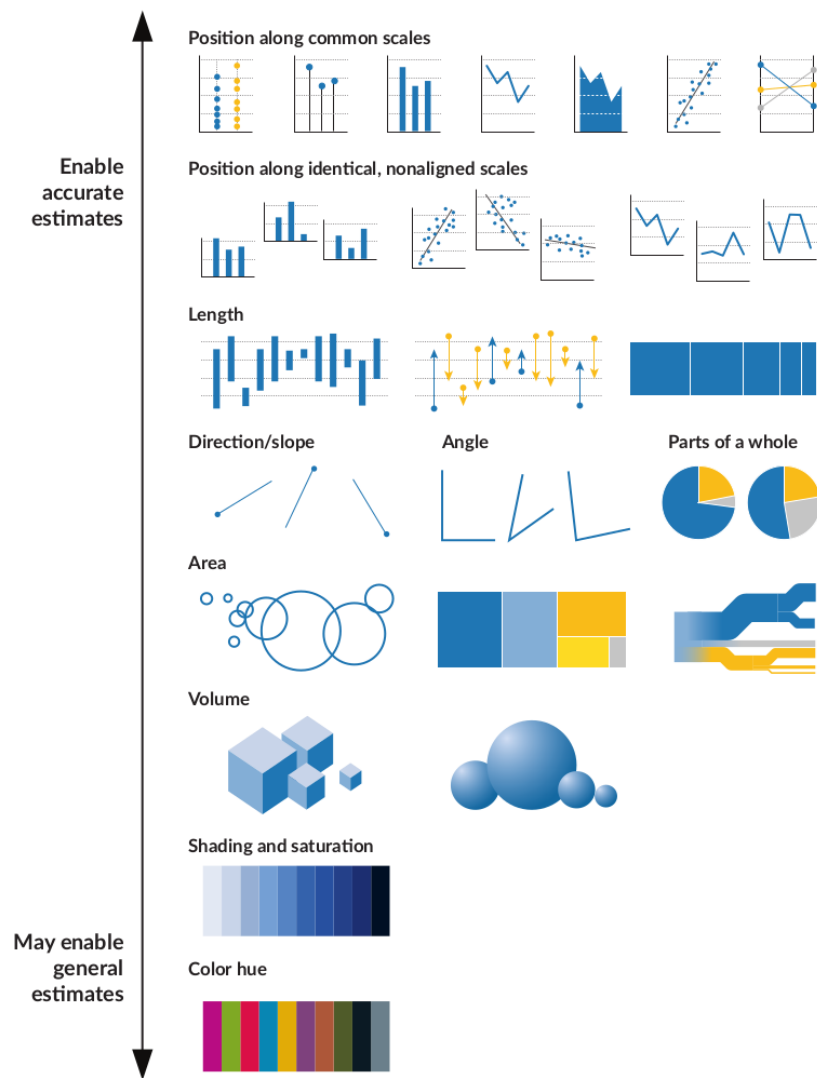 Position along common scales
Enable
accurate
estimates
Position along identical, nonaligned scales
Length
Direction/slope
Angle
Parts of a whole
Area
Volume
Shading and saturation
May enable
general
estimates
Color hue